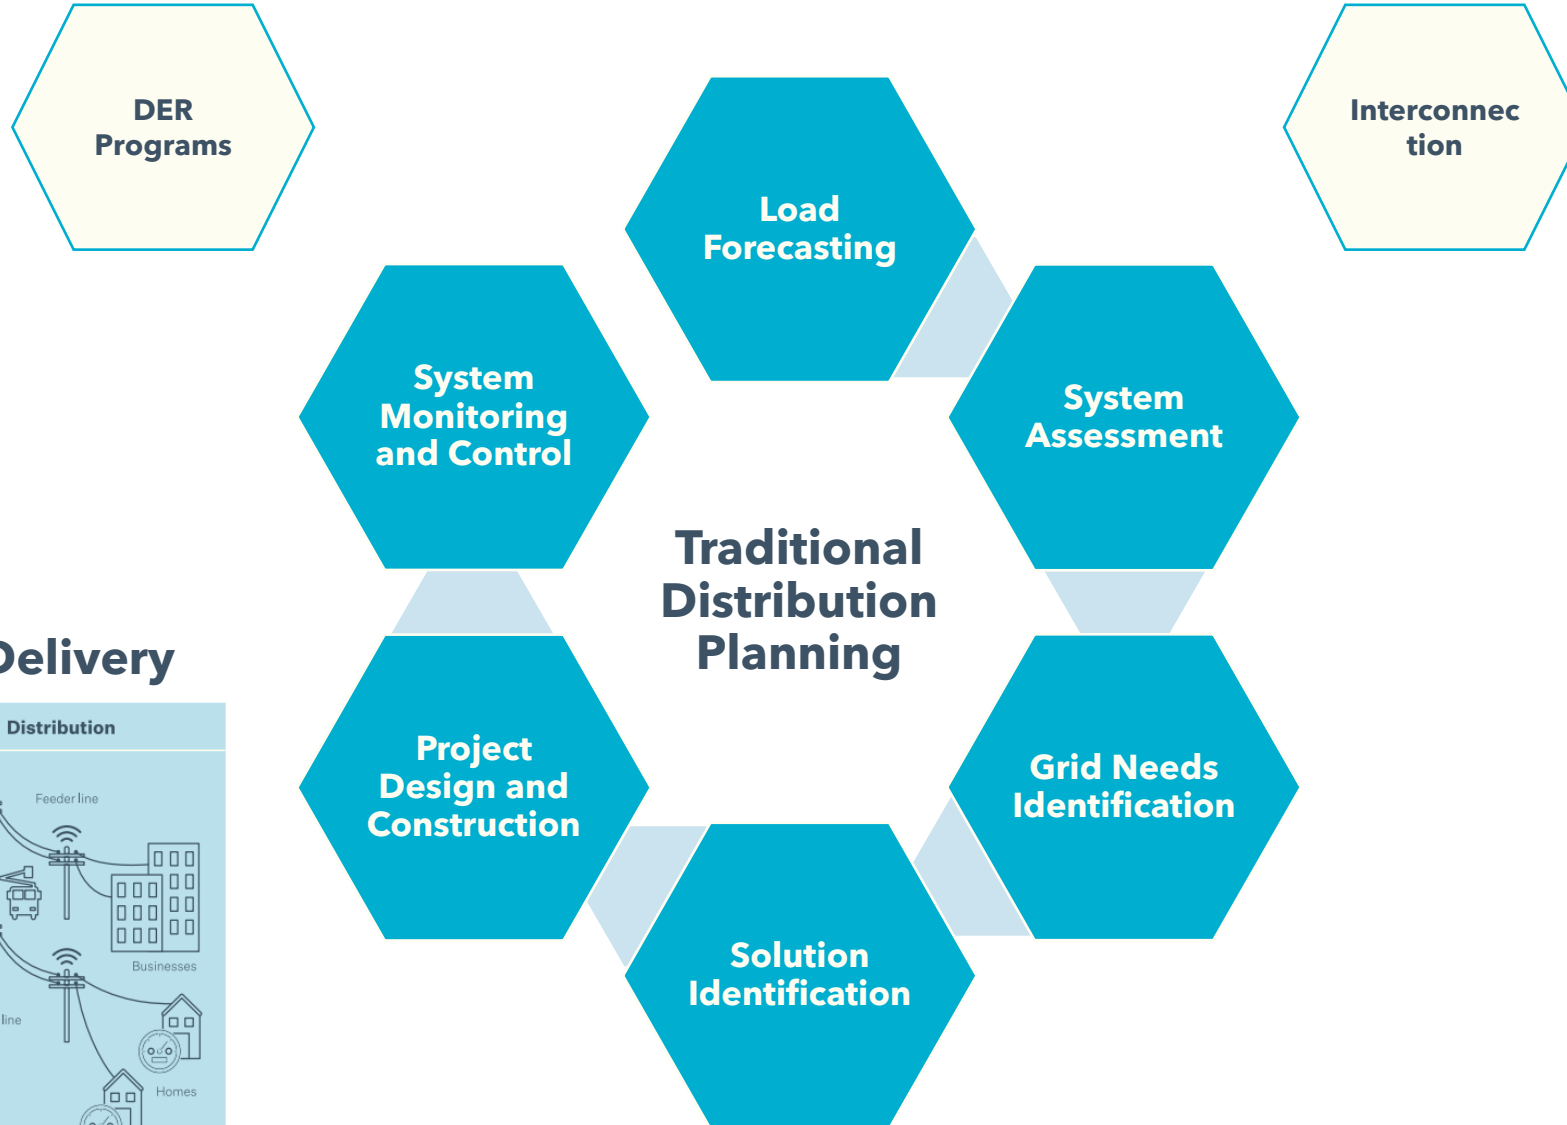 DER
Programs
Interconnec
tion
Load
Forecasting
System
Monitoring
and Control
System
Assessment
Traditional
Distribution
Planning
Delivery
Distribution
Feeder line
Businesses
line
Homes
Project
Design and
Construction
Grid Needs
Identification
Solution
Identification